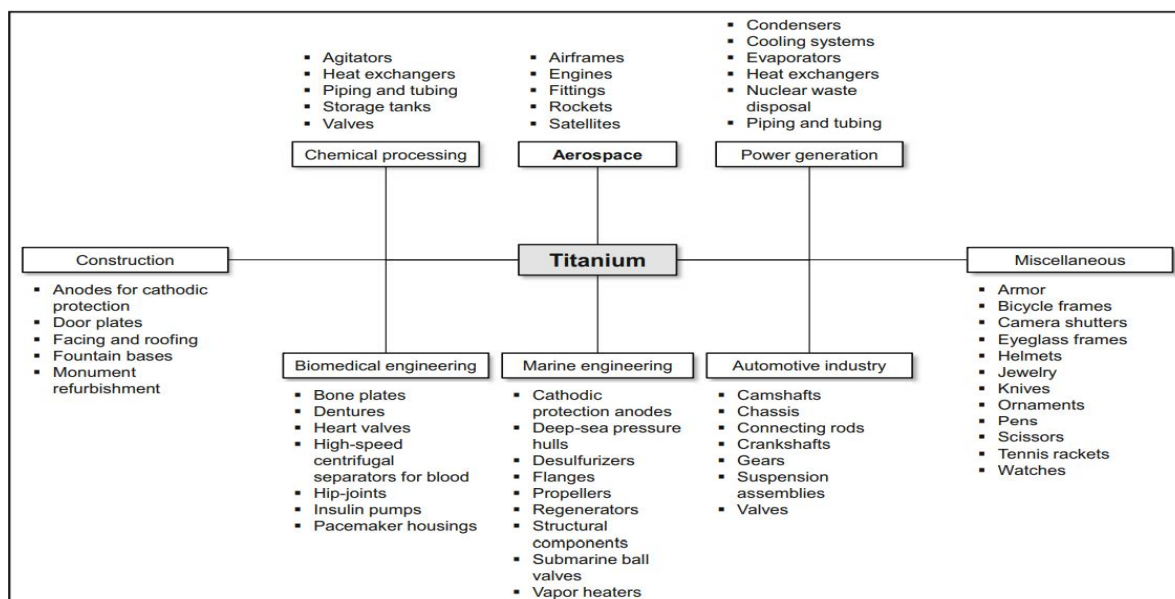 ▪ Agitators
▪ Heat exchangers
▪ Piping and tubing
▪ Storage tanks
▪ Valves
Chemical processing
▪ Airframes
▪ Engines
▪ Fittings
▪ Rockets
▪ Satellites
Aerospace
▪ Condensers
▪ Cooling systems
▪ Evaporators
▪ Heat exchangers
▪ Nuclear waste
disposal
▪ Piping and tubing
Power generation
Construction
▪ Anodes for cathodic
protection
▪ Door plates
▪ Facing and roofing
▪ Fountain bases
▪ Monument
refurbishment
Titanium
Miscellaneous
▪ Armor
▪ Bicycle frames
▪ Camera shutters
▪ Eyeglass frames
▪ Helmets
▪ Jewelry
▪ Knives
▪ Ornaments
▪ Pens
▪ Scissors
▪ Tennis rackets
▪ Watches
Biomedical engineering
▪ Bone plates
▪ Dentures
▪ Heart valves
▪ High-speed
centrifugal
separators for blood
▪ Hip-joints
▪ Insulin pumps
▪ Pacemaker housings
Marine engineering
▪ Cathodic
protection anodes
▪ Deep-sea pressure
hulls
▪ Desulfurizers
▪ Flanges
▪ Propellers
▪ Regenerators
▪ Structural
components
▪ Submarine ball
valves
▪ Vapor heaters
Automotive industry
▪ Camshafts
▪ Chassis
▪ Connecting rods
▪ Crankshafts
▪ Gears
▪ Suspension
assemblies
▪ Valves